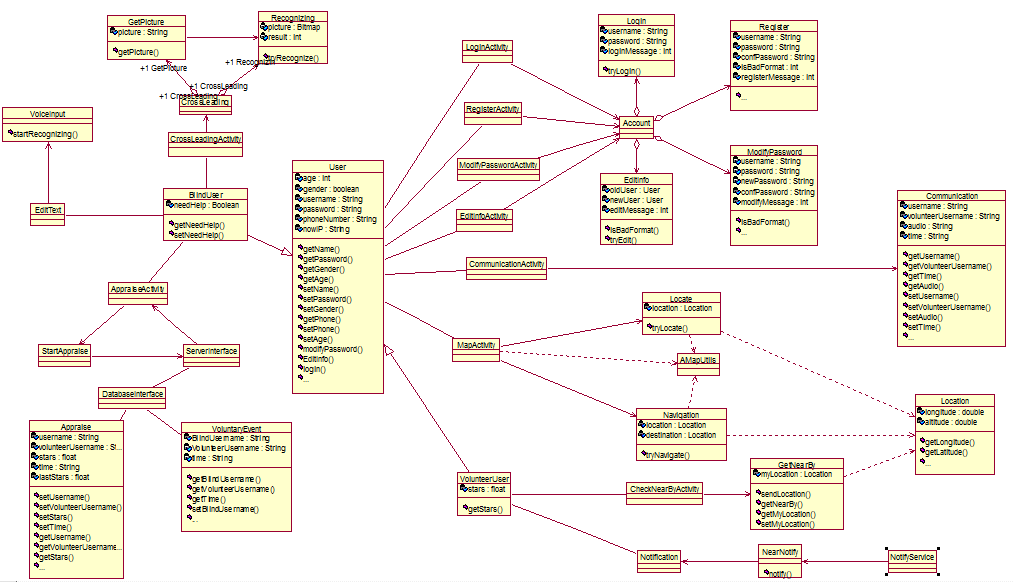 GetPicture
picture : String
getPicture()
Recognizing
picture : Bitmap
result : int
tryRecognize()
+1 GetPicture
+1 Recognizin
+1 CrossLeading
+1 CrossLeading
CrossLeading
CrossLeadingActivity
VoiceInput
startRecognizing()
EditText
BlindUser
needHelp : Boolean
getNeedHelp()
setNeedHelp()
AppraiseActivity
StartAppraise
ServerInterface
DatabaseInterface
Appraise
username : String
volunteerUsername : St...
stars : float
time : String
lastStars : float
setUsername()
setVolunteerUsername()
setStars()
setTime()
getUsername()
getVolunteerUsername...
getStars()
...
VoluntaryEvent
BlindUsername : String
VolunteerUsername : String
time : String
getBlindUsername()
getVolunteerUsername()
getTime()
setBlindUsername()
...
User
age : int
gender : boolean
username : String
password : String
phoneNumber : String
nowIP : String
getName()
getPassword()
getGender()
getAge()
setName()
setPassword()
setGender()
getPhone()
setPhone()
setAge()
modifyPassword()
EditInfo()
login()
...
LoginActivity
RegisterActivity
ModifyPasswordActivity
EditInfoActivity
CommunicationActivity
MapActivity
VolunteerUser
stars : float
getStars()
Login
username : String
password : String
loginMessage : int
tryLogin()
Account
EditInfo
oldUser : User
newUser : User
editMessage : int
isBadFormat()
tryEdit()
Register
username : String
password : String
confPassword : String
isBadFormat : int
registerMessage : int
...
ModifyPassword
username : String
password : String
newPassword : String
confPassword : String
modifyMessage : int
isBadFormat()
...
Communication
username : String
volunteerUsername : String
audio : String
time : String
getUsername()
getVolunteerUsername()
getTime()
getAudio()
setUsername()
setVolunteerUsername()
setAudio()
setTime()
...
Locate
location : Location
tryLocate()
AMapUtils
Navigation
location : Location
destination : Location
tryNavigate()
Location
longitude : double
altitude : double
getLongitude()
getLatitude()
...
GetNearBy
myLocation : Location
sendLocation()
getNearBy()
getMyLocation()
setMyLocation()
CheckNearByActivity
Notification
NearNotify
notify()
NotifyService